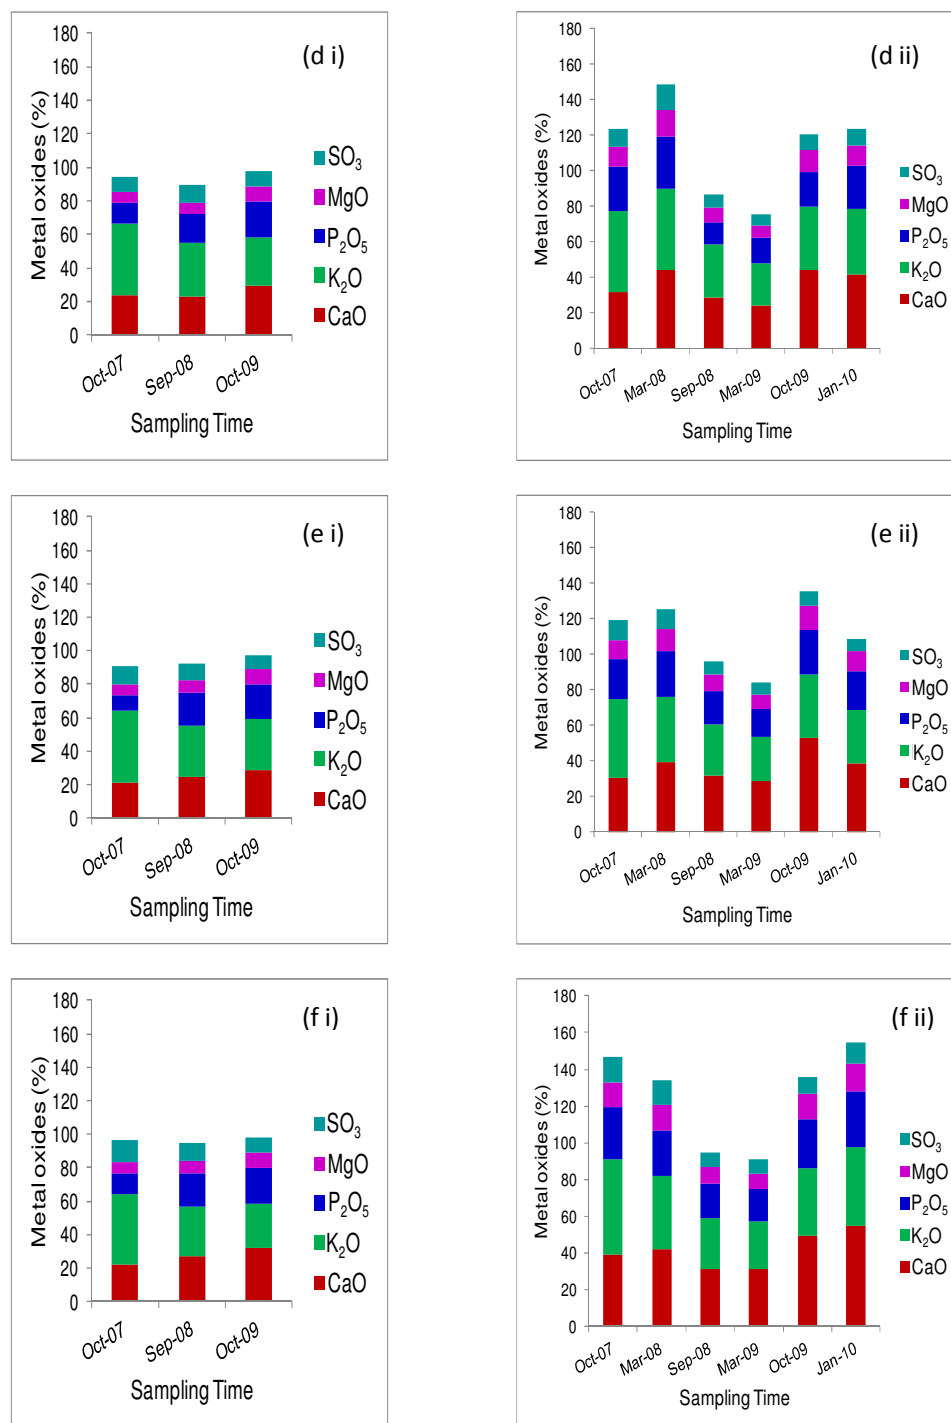 (d i)
Metal oxides (%)
180
160
140
120
100
80
60
40
20
0
SO3
MgO
P2O5
K2O
CaO
Oct-07
Sep-08
Oct-09
Sampling Time
(d ii)
Metal oxides (%)
180
160
140
120
100
80
60
40
20
0
SO3
MgO
P2O5
K2O
CaO
Oct-07
Mar-08
Sep-08
Mar-09
Oct-09
Jan-10
Sampling Time
(e i)
Metal oxides (%)
180
160
140
120
100
80
60
40
20
0
SO3
MgO
P2O5
K2O
CaO
Oct-07
Sep-08
Oct-09
Sampling Time
(e ii)
Metal oxides (%)
180
160
140
120
100
80
60
40
20
0
SO3
MgO
P2O5
K2O
CaO
Oct-07
Mar-08
Sep-08
Mar-09
Oct-09
Jan-10
Sampling Time
(f i)
Metal oxides (%)
180
160
140
120
100
80
60
40
20
0
SO3
MgO
P2O5
K2O
CaO
Oct-07
Sep-08
Oct-09
Sampling Time
(f ii)
Metal oxides (%)
180
160
140
120
100
80
60
40
20
0
SO3
MgO
P2O5
K2O
CaO
Oct-07
Mar-08
Sep-08
Mar-09
Oct-09
Jan-10
Sampling Time